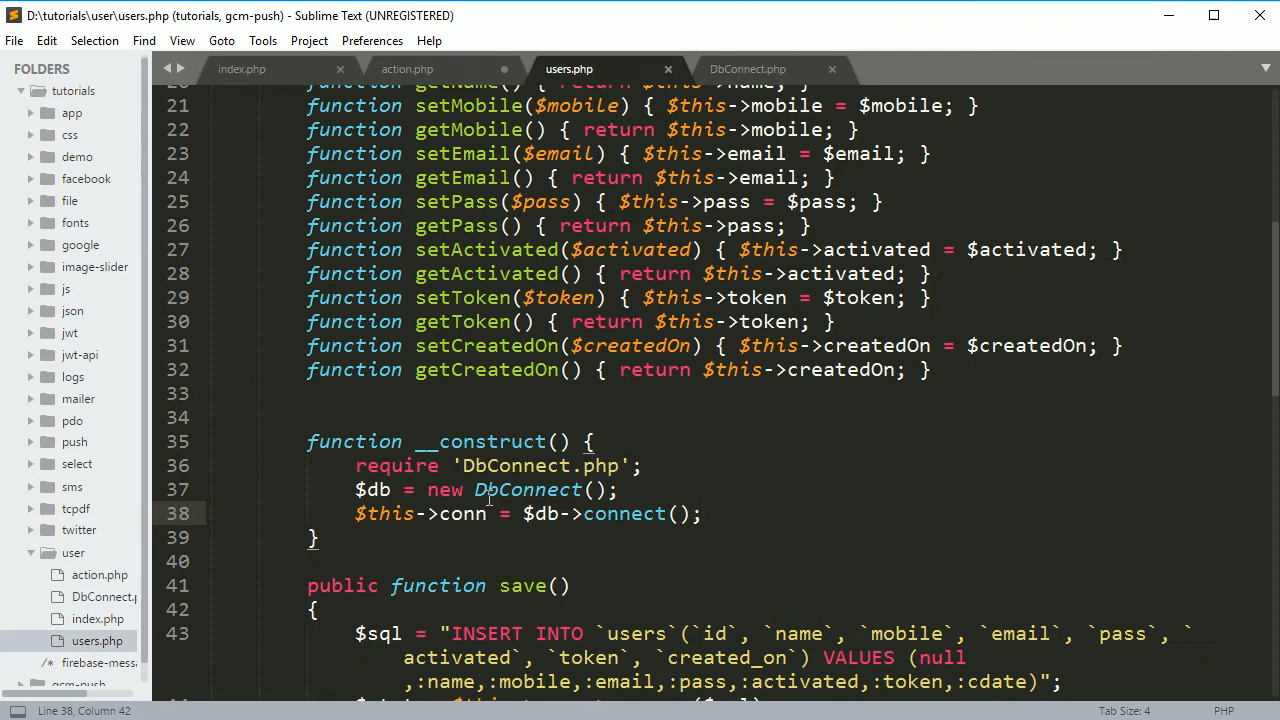 D:\tutorials\user\users.php (tutorials, gcm-push) - Sublime Text (UNREGISTERED)
File Edit Selection Find View Goto Tools Project Preferences Help
FOLDERS
tutorials
app
css
demo
facebook
file
fonts
google
image-slider
js
json
jwt
jwt-api
logs
mailer
pdo
push
select
sms
tcpdf
twitter
user
action.php
DbConnect.p
index.php
users.php
/* firebase-messa
gcm-push
index.php action.php users.php DbConnect.php
20 function getName() { return $this->name; }
21 function setMobile($mobile) { $this->mobile = $mobile; }
22 function getMobile() { return $this->mobile; }
23 function setEmail($email) { $this->email = $email; }
24 function getEmail() { return $this->email; }
25 function setPass($pass) { $this->pass = $pass; }
26 function getPass() { return $this->pass; }
27 function setActivated($activated) { $this->activated = $activated; }
28 function getActivated() { return $this->activated; }
29 function setToken($token) { $this->token = $token; }
30 function getToken() { return $this->token; }
31 function setCreatedOn($createdOn) { $this->createdOn = $createdOn; }
32 function getCreatedOn() { return $this->createdOn; }
33
34
35 function __construct() {
36 require 'DbConnect.php';
37 $db = new DbConnect();
38 $this->conn = $db->connect();
39 }
40
41 public function save()
42 {
43 $sql = "INSERT INTO `users`(`id`, `name`, `mobile`, `email`, `pass`, `
activated`, `token`, `created_on`) VALUES (null
,:name,:mobile,:email,:pass,:activated,:token,:cdate)";
Line 38, Column 42 Tab Size: 4 PHP